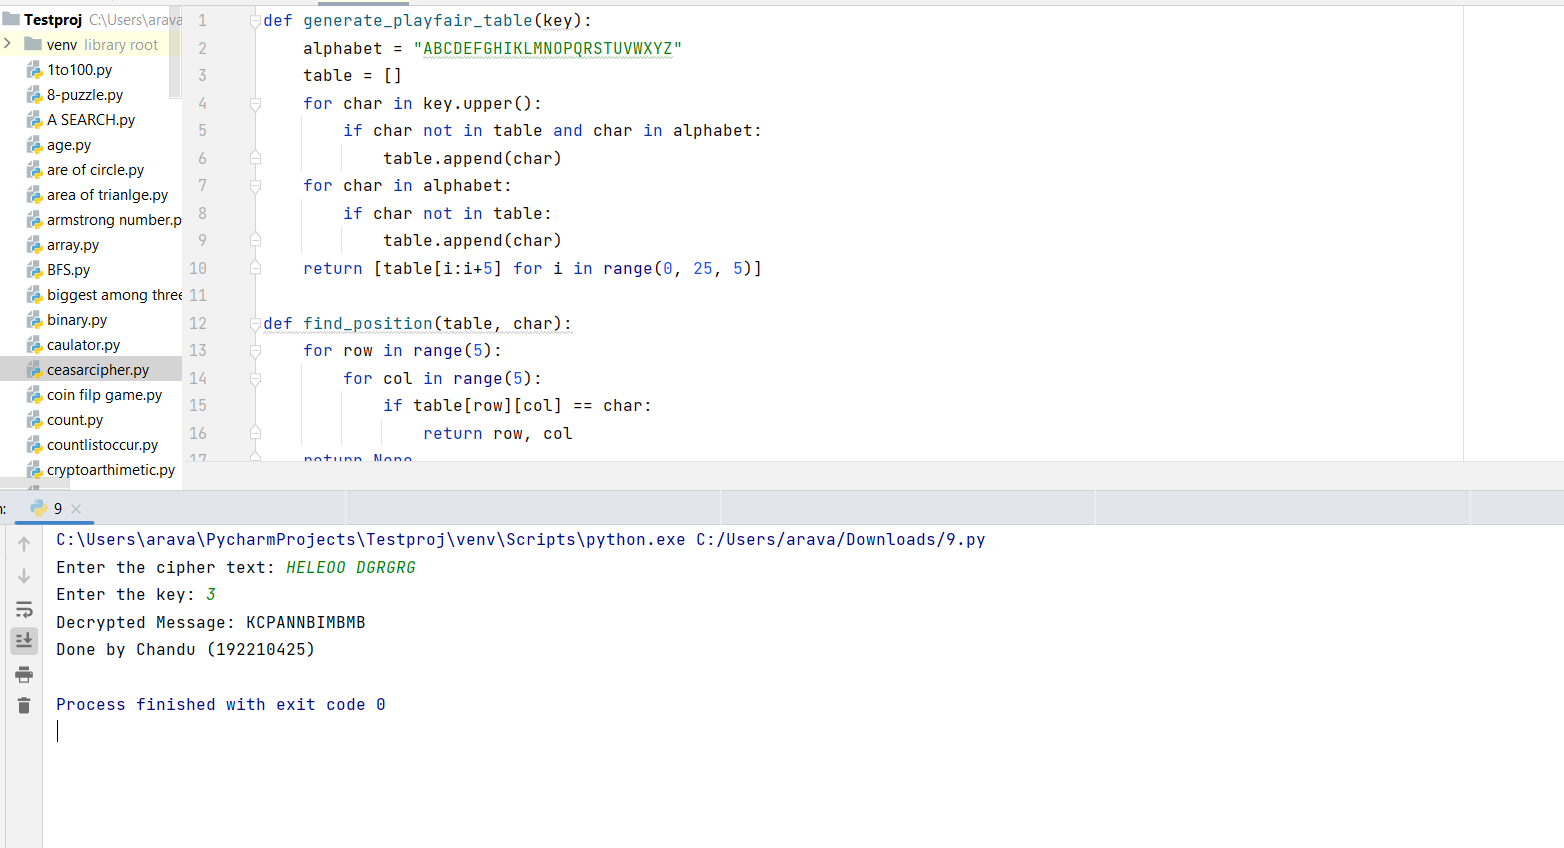 Testproj C:\Users\arava
venv library root
1to100.py
8-puzzle.py
A SEARCH.py
age.py
are of circle.py
area of trianlge.py
armstrong number.p
array.py
BFS.py
biggest among three
binary.py
caulator.py
ceasarcipher.py
coin filp game.py
count.py
countlistoccur.py
cryptoarthimetic.py
1 def generate_playfair_table(key):
2 alphabet = "ABCDEFGHIKLMNOPQRSTUVWXYZ"
3 table = []
4 for char in key.upper():
5 if char not in table and char in alphabet:
6 table.append(char)
7 for char in alphabet:
8 if char not in table:
9 table.append(char)
10 return [table[i:i+5] for i in range(0, 25, 5)]
11
12 def find_position(table, char):
13 for row in range(5):
14 for col in range(5):
15 if table[row][col] == char:
16 return row, col
17 return None
9
C:\Users\arava\PycharmProjects\Testproj\venv\Scripts\python.exe C:/Users/arava/Downloads/9.py
Enter the cipher text: HELEOO DGRGRG
Enter the key: 3
Decrypted Message: KCPANNBIMBMB
Done by Chandu (192210425)
Process finished with exit code 0